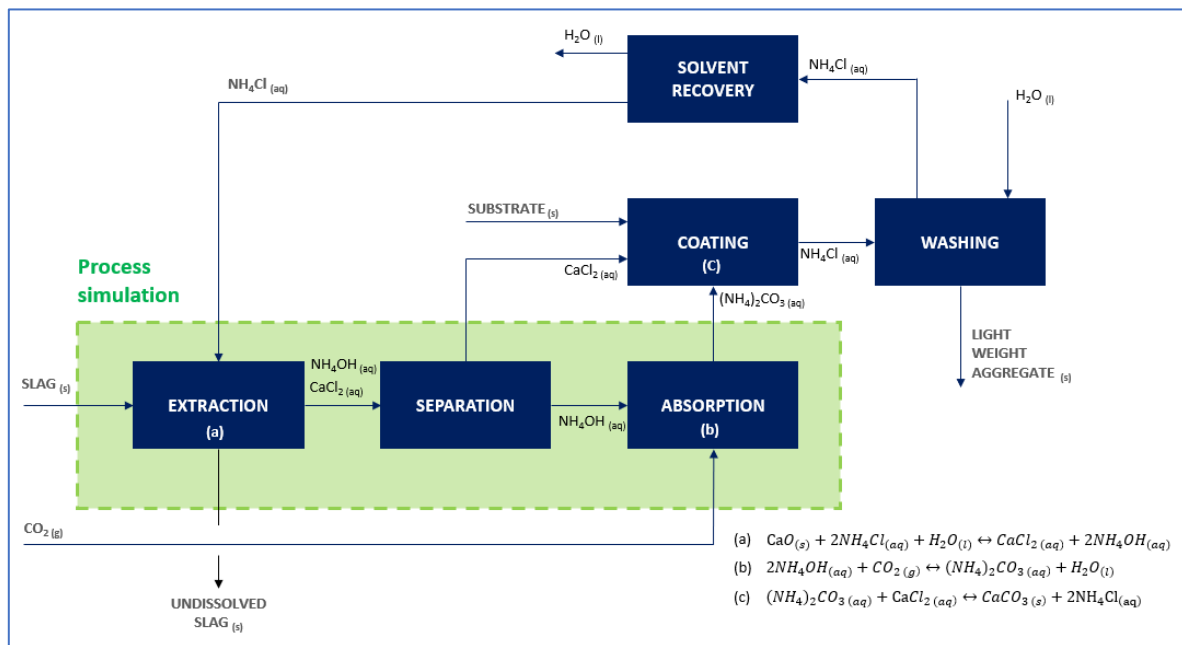 H₂O (l)
SOLVENT
RECOVERY
NH₄Cl (aq)
NH₄Cl (aq)
H₂O (l)
SUBSTRATE (s)
COATING
(C)
WASHING
CaCl₂ (aq)
NH₄Cl (aq)
Process
simulation
(NH₄)₂CO₃ (aq)
LIGHT
WEIGHT
AGGREGATE (s)
NH₄OH (aq)
CaCl₂ (aq)
SLAG (s)
EXTRACTION
(a)
SEPARATION
NH₄OH (aq)
ABSORPTION
(b)
CO₂ (g)
UNDISSOLVED
SLAG (s)
(a) CaO(s) + 2NH₄Cl(aq) + H₂O(l) ↔ CaCl₂ (aq) + 2NH₄OH(aq)
(b) 2NH₄OH(aq) + CO₂ (g) ↔ (NH₄)₂CO₃ (aq) + H₂O(l)
(c) (NH₄)₂CO₃ (aq) + CaCl₂ (aq) ↔ CaCO₃ (s) + 2NH₄Cl(aq)